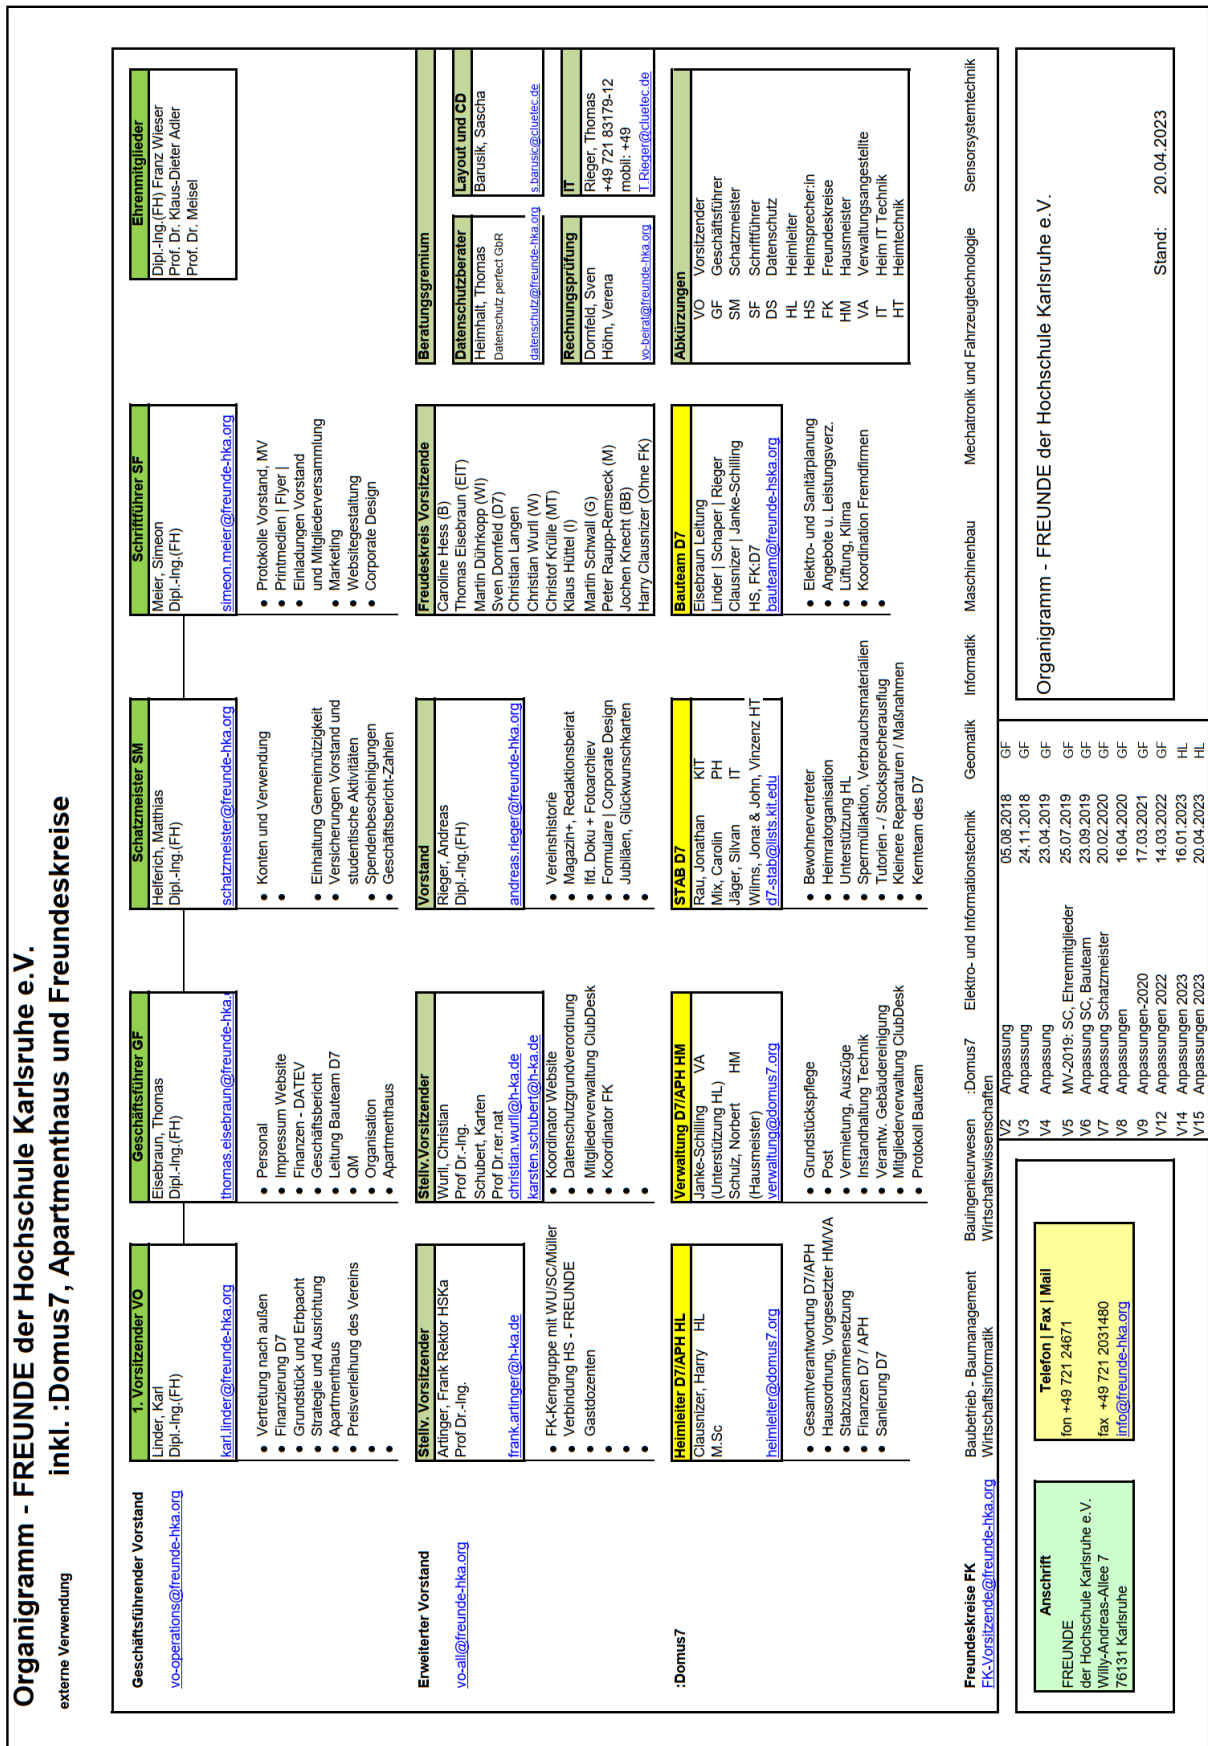 Organigramm - FREUNDE der Hochschule Karlsruhe e.V.
inkl. :Domus7, Apartmenthaus und Freundeskreise
externe Verwendung
Geschäftsführender Vorstand
vo-operations@freunde-hka.org
1. Vorsitzender VO
Linder, Karl
Dipl.-Ing.(FH)
karl.linder@freunde-hka.org
• Vertretung nach außen
• Finanzierung D7
• Grundstück und Erbpacht
• Strategie und Ausrichtung
• Apartmenthaus
• Preisverleihung des Vereins
•
•
Geschäftsführer GF
Eisebraun, Thomas
Dipl.-Ing.(FH)
thomas.eisebraun@freunde-hka.
• Personal
• Impressum Website
• Finanzen - DATEV
• Geschäftsbericht
• Leitung Bauteam D7
• QM
• Organisation
• Apartmenthaus
Schatzmeister SM
Helferich, Matthias
Dipl.-Ing.(FH)
schatzmeister@freunde-hka.org
• Konten und Verwendung
•
• Einhaltung Gemeinnützigkeit
• Versicherungen Vorstand und
studentische Aktivitäten
• Spendenbescheinigungen
• Geschäftsbericht-Zahlen
Schriftführer SF
Meier, Simeon
Dipl.-Ing.(FH)
simeon.meier@freunde-hka.org
• Protokolle Vorstand, MV
• Printmedien | Flyer |
• Einladungen Vorstand
und Mitgliederversammlung
• Marketing
• Websitegestaltung
• Corporate Design
Ehrenmitglieder
Dipl.-Ing.(FH) Franz Wieser
Prof. Dr. Klaus-Dieter Adler
Prof. Dr. Meisel
Erweiterter Vorstand
vo-all@freunde-hka.org
Stellv. Vorsitzender
Artinger, Frank Rektor HSKa
Prof Dr.-Ing.
frank.artinger@h-ka.de
• FK-Kerngruppe mit WU/SC/Müller
• Verbindung HS - FREUNDE
• Gastdozenten
•
•
•
Stellv.Vorsitzender
Wurll, Christian
Prof Dr.-Ing.
Schubert, Karten
Prof Dr.rer.nat
christian.wurll@h-ka.de
karsten.schubert@h-ka.de
• Koordinator Website
• Datenschutzgrundverordnung
• Mitgliederverwaltung ClubDesk
• Koordinator FK
•
•
Vorstand
Rieger, Andreas
Dipl.-Ing.(FH)
andreas.rieger@freunde-hka.org
• Vereinshistorie
• Magazin+, Redaktionsbeirat
• lfd. Doku + Fotoarchiev
• Formulare | Corporate Design
• Jubiläen, Glückwunschkarten
•
Freudeskreis Vorsitzende
Caroline Hess (B)
Thomas Eisebraun (EIT)
Martin Dührkopp (WI)
Sven Dornfeld (D7)
Christian Langen
Christian Wurll (W)
Christof Krülle (MT)
Klaus Hüttel (I)
Martin Schwall (G)
Peter Raupp-Remseck (M)
Jochen Knecht (BB)
Harry Clausnizer (Ohne FK)
Beratungsgremium
Datenschutzberater
Heimhalt, Thomas
Datenschutz perfect GbR
datenschutz@freunde-hka.org
Layout und CD
Barusik, Sascha
s.barusic@cluetec.de
Rechnungsprüfung
Dornfeld, Sven
Höhn, Verena
vo-beirat@freunde-hka.org
IT
Rieger, Thomas
+49 721 83179-12
mobil: +49
T.Rieger@cluetec.de
:Domus7
Heimleiter D7/APH HL
Clausnizer, Harry HL
M.Sc
heimleiter@domus7.org
• Gesamtverantwortung D7/APH
• Hausordnung, Vorgesetzter HM/VA
• Stabzusammensetzung
• Finanzen D7 / APH
• Sanierung D7
Verwaltung D7/APH HM
Janke-Schilling VA
(Unterstützung HL)
Schulz, Norbert HM
(Hausmeister)
verwaltung@domus7.org
• Grundstückspflege
• Post
• Vermietung, Auszüge
• Instandhaltung Technik
• Verantw. Gebäudereinigung
• Mitgliederverwaltung ClubDesk
• Protokoll Bauteam
STAB D7
Rau, Jonathan KIT
Mix, Carolin PH
Jäger, Silvan IT
Wilms, Jona& John, Vinzenz HT
d7-stab@lists.kit.edu
• Bewohnervertreter
• Heimratorganisation
• Unterstützung HL
• Sperrmüllaktion, Verbrauchsmaterialien
• Tutorien - / Stocksprecherausflug
• Kleinere Reparaturen / Maßnahmen
• Kernteam des D7
Bauteam D7
Eisebraun Leitung
Linder | Schaper | Rieger
Clausnizer | Janke-Schilling
HS, FK:D7
bauteam@freunde-hska.org
• Elektro- und Sanitärplanung
• Angebote u. Leistungsverz.
• Lüftung, Klima
• Koordination Fremdfirmen
•
Abkürzungen
VO Vorsitzender
GF Geschäftsführer
SM Schatzmeister
SF Schriftführer
DS Datenschutz
HL Heimleiter
HS Heimsprecher:in
FK Freundeskreise
HM Hausmeister
VA Verwaltungsangestellte
IT Heim IT Technik
HT Heimtechnik
Freundeskreise FK
FK-Vorsitzende@freunde-hka.org
Baubetrieb - Baumanagement Bauingenieurwesen :Domus7 Elektro- und Informationstechnik Geomatik Informatik Maschinenbau Mechatronik und Fahrzeugtechnologie Sensorsystemtechnik
Wirtschaftsinformatik Wirtschaftswissenschaften
Anschrift
FREUNDE
der Hochschule Karlsruhe e.V.
Willy-Andreas-Allee 7
76131 Karlsruhe
Telefon | Fax | Mail
fon +49 721 24671
fax +49 721 2031480
info@freunde-hka.org
V2 Anpassung 05.08.2018 GF
V3 Anpassung 24.11.2018 GF
V4 Anpassung 23.04.2019 GF
V5 MV-2019: SC, Ehrenmitglieder 25.07.2019 GF
V6 Anpassung SC, Bauteam 23.09.2019 GF
V7 Anpassung Schatzmeister 20.02.2020 GF
V8 Anpassungen 16.04.2020 GF
V9 Anpassungen-2020 17.03.2021 GF
V12 Anpassungen 2022 14.03.2022 GF
V14 Anpassungen 2023 16.01.2023 HL
V15 Anpassungen 2023 20.04.2023 HL
Organigramm - FREUNDE der Hochschule Karlsruhe e.V.
Stand: 20.04.2023